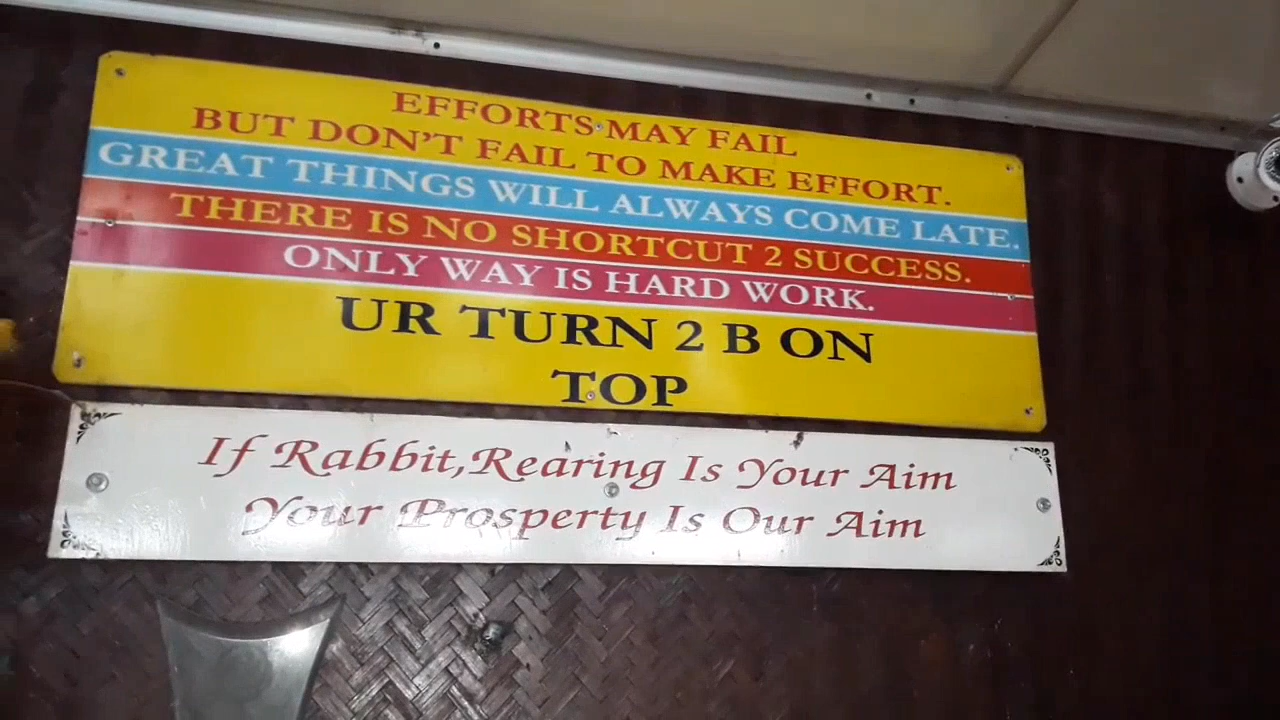 EFFORTS MAY FAIL
BUT DON'T FAIL TO MAKE EFFORT.
GREAT THINGS WILL ALWAYS COME LATE.
THERE IS NO SHORTCUT 2 SUCCESS.
ONLY WAY IS HARD WORK.
UR TURN 2 B ON
TOP
If Rabbit,Rearing Is Your Aim
Your Prosperty Is Our Aim